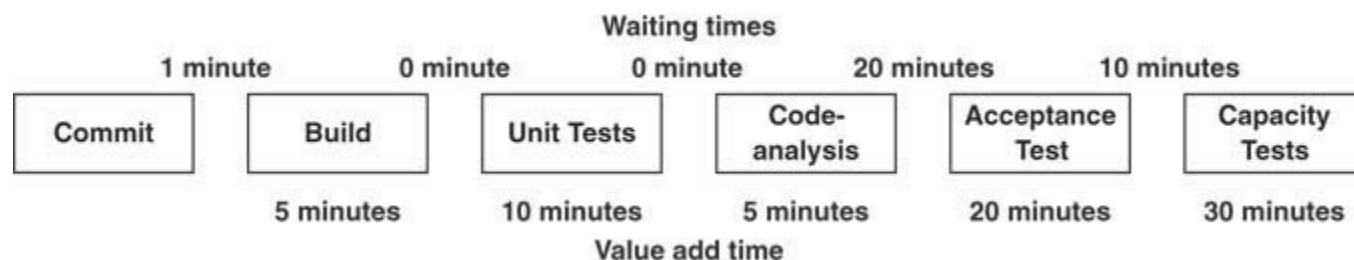 Waiting times
1 minute 0 minute 0 minute 20 minutes 10 minutes
Commit Build Unit Tests Code-
analysis Acceptance
Test Capacity
Tests
5 minutes 10 minutes 5 minutes 20 minutes 30 minutes
Value add time